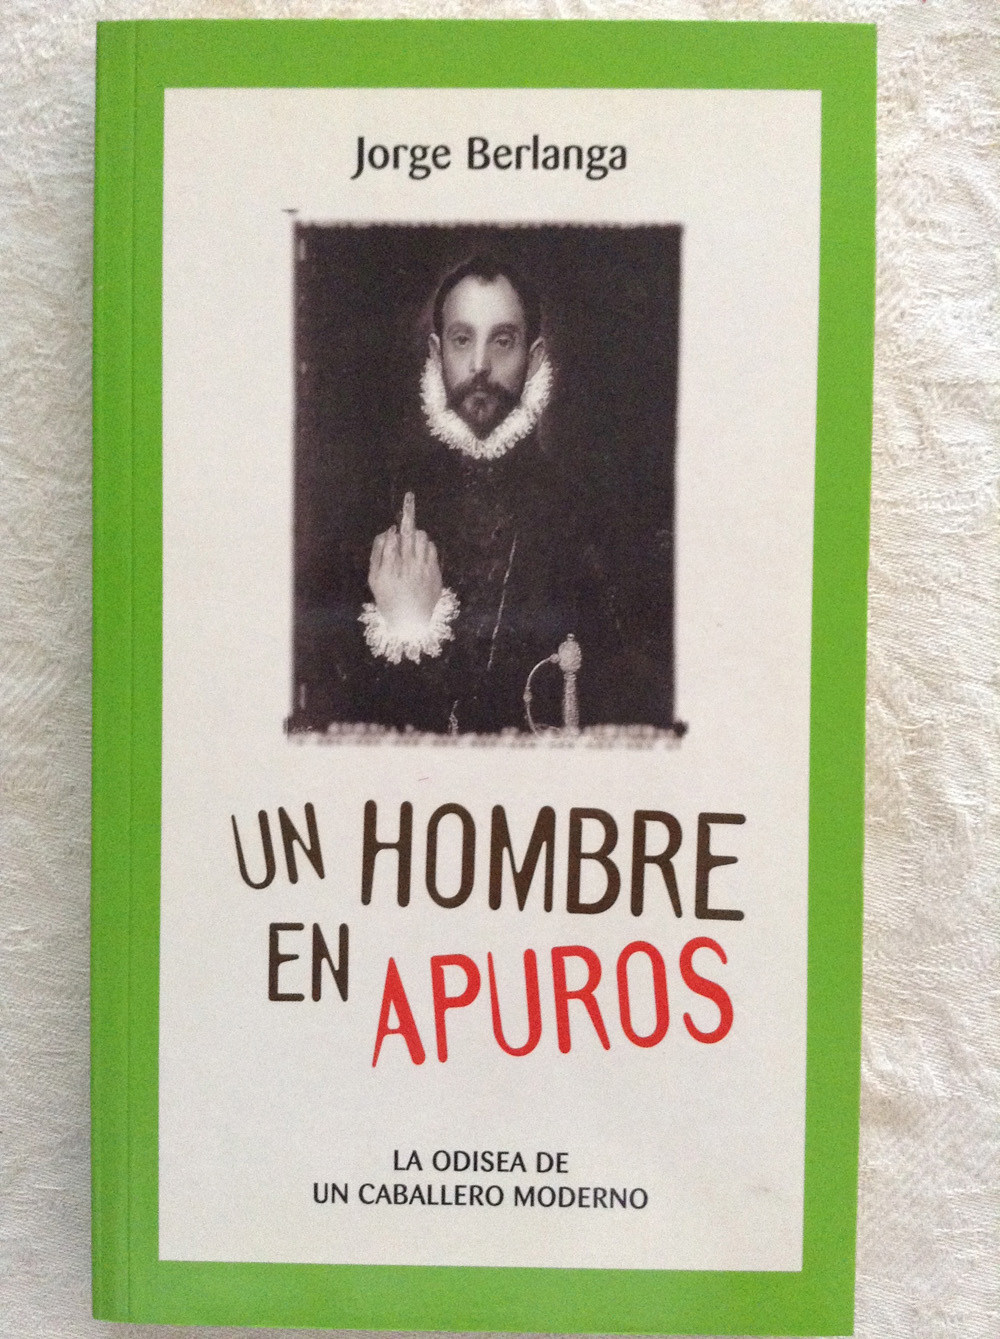 Jorge Berlanga
UN HOMBRE
EN APUROS
LA ODISEA DE
UN CABALLERO MODERNO